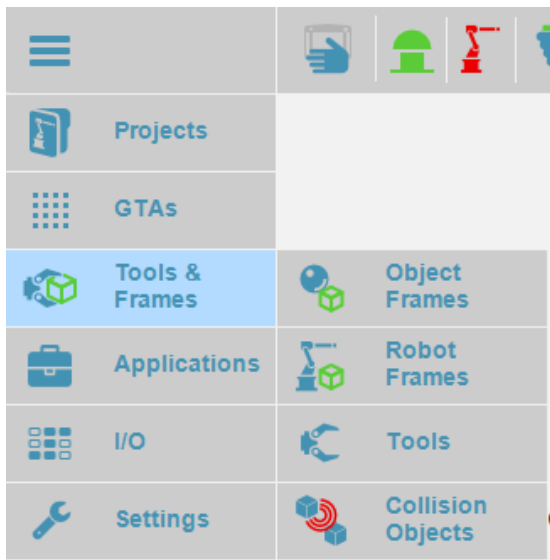 Projects
GTAs
Tools &
Frames
Object
Frames
Robot
Frames
Applications
I/O
Tools
Settings
Collision
Objects